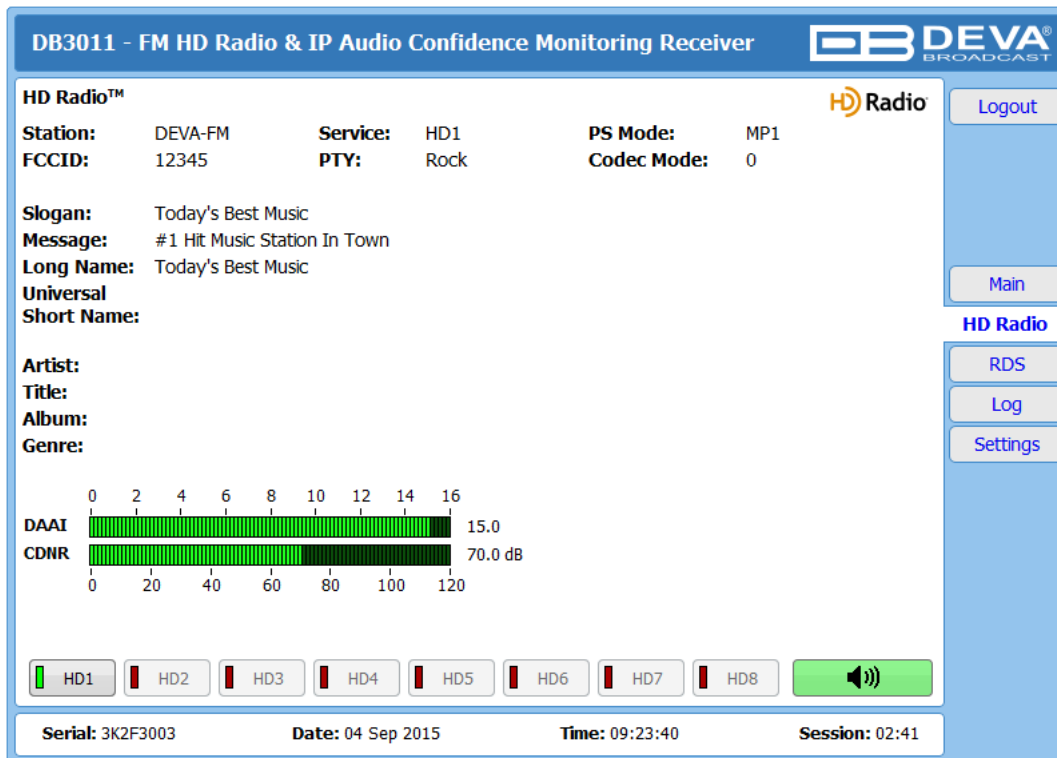 DB3011 - FM HD Radio & IP Audio Confidence Monitoring Receiver
DEVA®
BROADCAST
HD Radio™
HD Radio
Logout
Station: DEVA-FM Service: HD1 PS Mode: MP1
FCCID: 12345 PTY: Rock Codec Mode: 0
Slogan: Today's Best Music
Message: #1 Hit Music Station In Town
Long Name: Today's Best Music
Universal
Short Name:
Main
HD Radio
RDS
Log
Settings
Artist:
Title:
Album:
Genre:
0 2 4 6 8 10 12 14 16
DAAI 15.0
CDNR 70.0 dB
0 20 40 60 80 100 120
HD1 HD2 HD3 HD4 HD5 HD6 HD7 HD8
Serial: 3K2F3003 Date: 04 Sep 2015 Time: 09:23:40 Session: 02:41